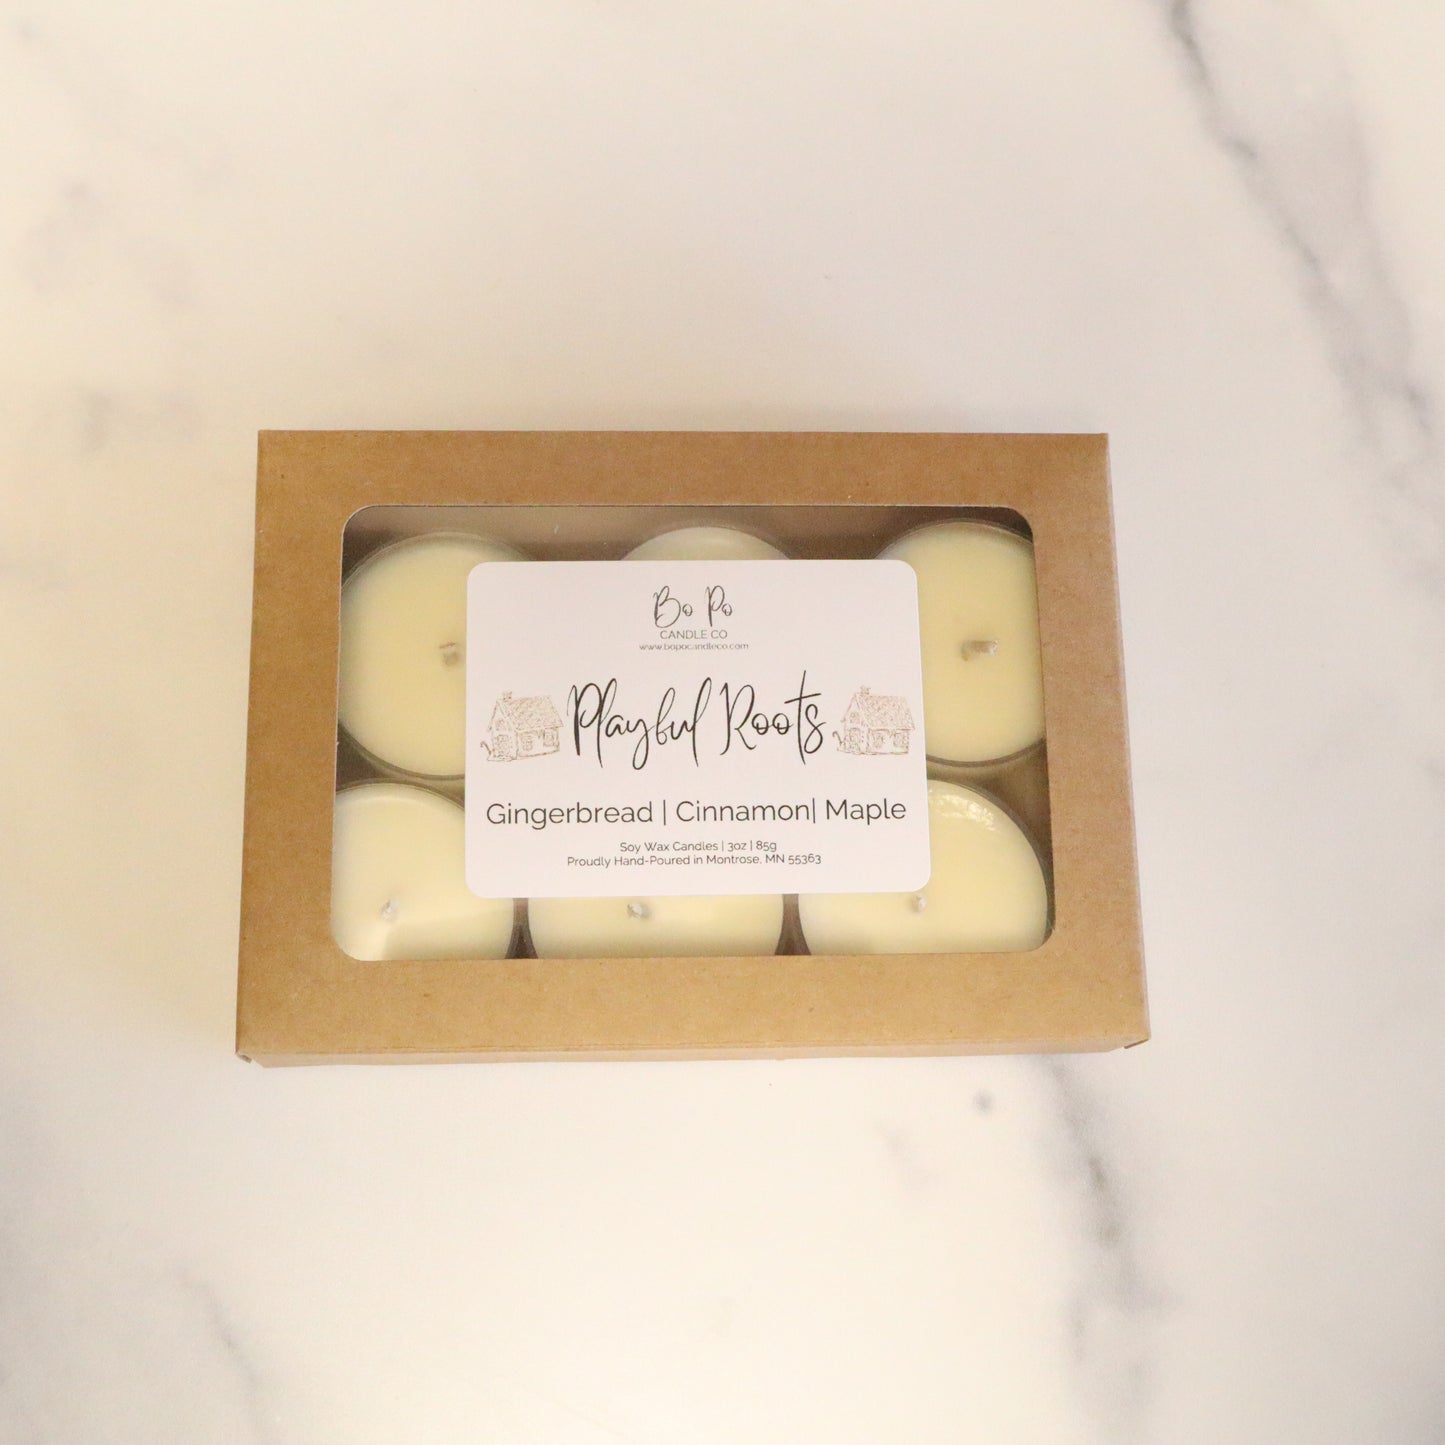 Bo Po
CANDLE CO
www.bopocandleco.com
Playful Roots
Gingerbread | Cinnamon| Maple
Soy Wax Candles | 3oz | 85g
Proudly Hand-Poured in Montrose, MN 55363